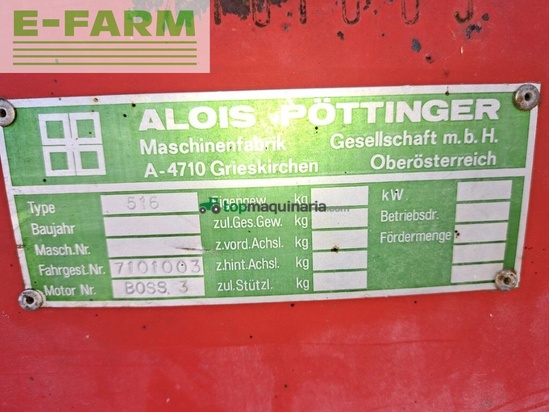 E-FARM
ALOIS PÖTTINGER
Maschinenfabrik Gesellschaft m.b.H.
A-4710 Grieskirchen Oberösterreich
Type 516 Eigengew. kg kW
Baujahr zul.Ges.Gew. kg Betriebsdr.
Masch.Nr. z.vord.Achsl. kg Fördermenge
Fahrgest.Nr. 7101003 z.hint.Achsl. kg
Motor Nr. BOSS 3 zul.Stützl. kg
topmaquinaria.com